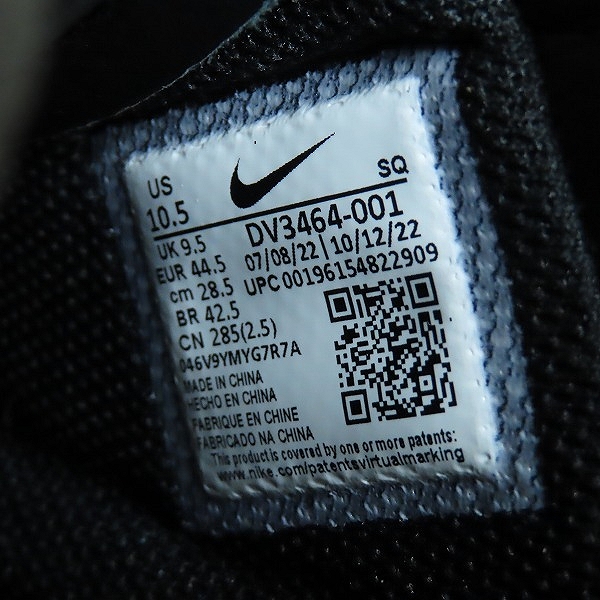 US
10.5
SQ
UK 9.5
EUR 44.5
cm 28.5
BR 42.5
CN 285(2.5)
DV3464-001
07/08/22 | 10/12/22
UPC 00196154822909
046V9YMYG7R7A
MADE IN CHINA
HECHO EN CHINA
FABRIQUE EN CHINE
FABRICADO NA CHINA
This product is covered by one or more patents:
www.nike.com/patentsvirtualmarking